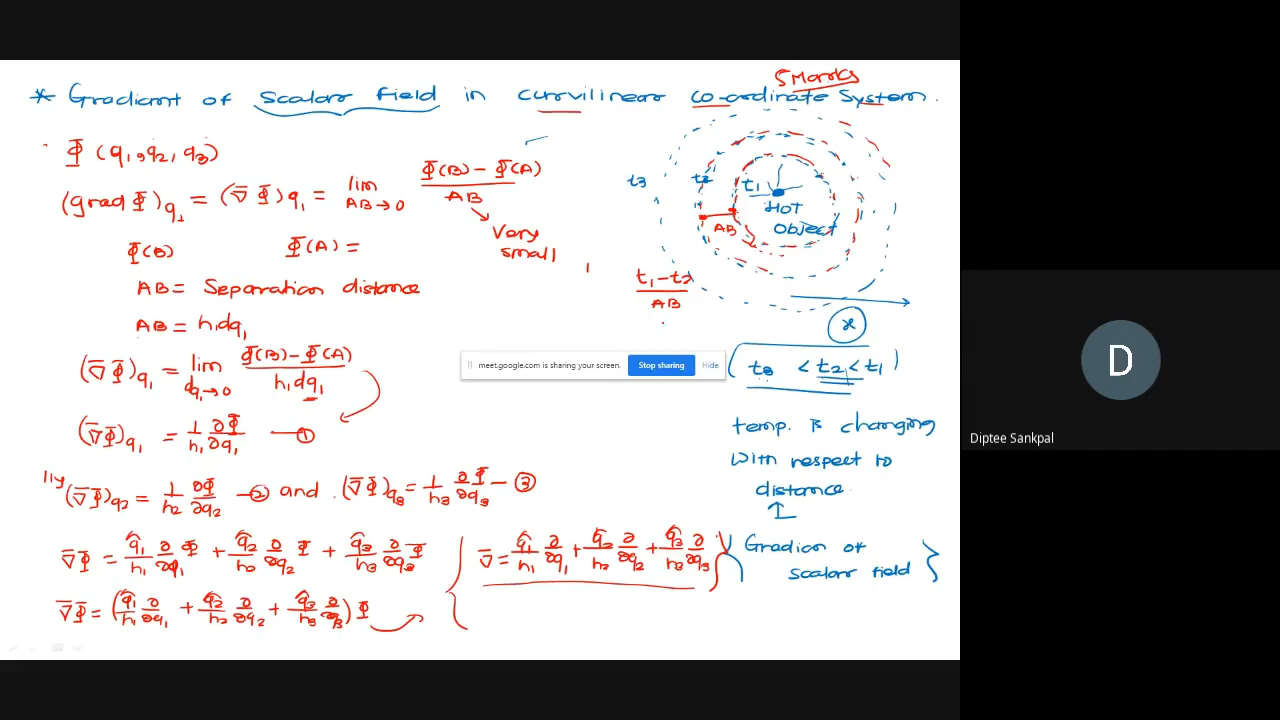 5 Marks
* Gradiant of Scalar field in curvilinear co-ordinate System.
Φ (q₁, q₂, q₃)
(grad Φ)q₁ = (∇̄ Φ)q₁ = lim AB→0 Φ(B) − Φ(A) / AB
Very small
Φ(B) Φ(A) =
AB = Separation distance
AB = h₁dq₁
(∇̄Φ)q₁ = lim dq₁→0 Φ(B) − Φ(A) / h₁dq₁
(∇̄Φ)q₁ = 1/h₁ ∂Φ/∂q₁ — ①
lly (∇̄Φ)q₂ = 1/h₂ ∂Φ/∂q₂ — ② and (∇̄Φ)q₃ = 1/h₃ ∂Φ/∂q₃ — ③
∇̄Φ = q̂₁/h₁ ∂/∂q₁ Φ + q̂₂/h₂ ∂/∂q₂ Φ + q̂₃/h₃ ∂/∂q₃ Φ
∇̄Φ = (q̂₁/h₁ ∂/∂q₁ + q̂₂/h₂ ∂/∂q₂ + q̂₃/h₃ ∂/∂q₃) Φ
{ ∇̄ = q̂₁/h₁ ∂/∂q₁ + q̂₂/h₂ ∂/∂q₂ + q̂₃/h₃ ∂/∂q₃ }
t₃ t₂ t₁
HOT
Object
AB
t₁ − t₂ / AB
x
t₃ < t₂ < t₁
temp. is changing
with respect to
distance
{ Gradien of
scalar field }
meet.google.com is sharing your screen. Stop sharing Hide
D
Diptee Sankpal